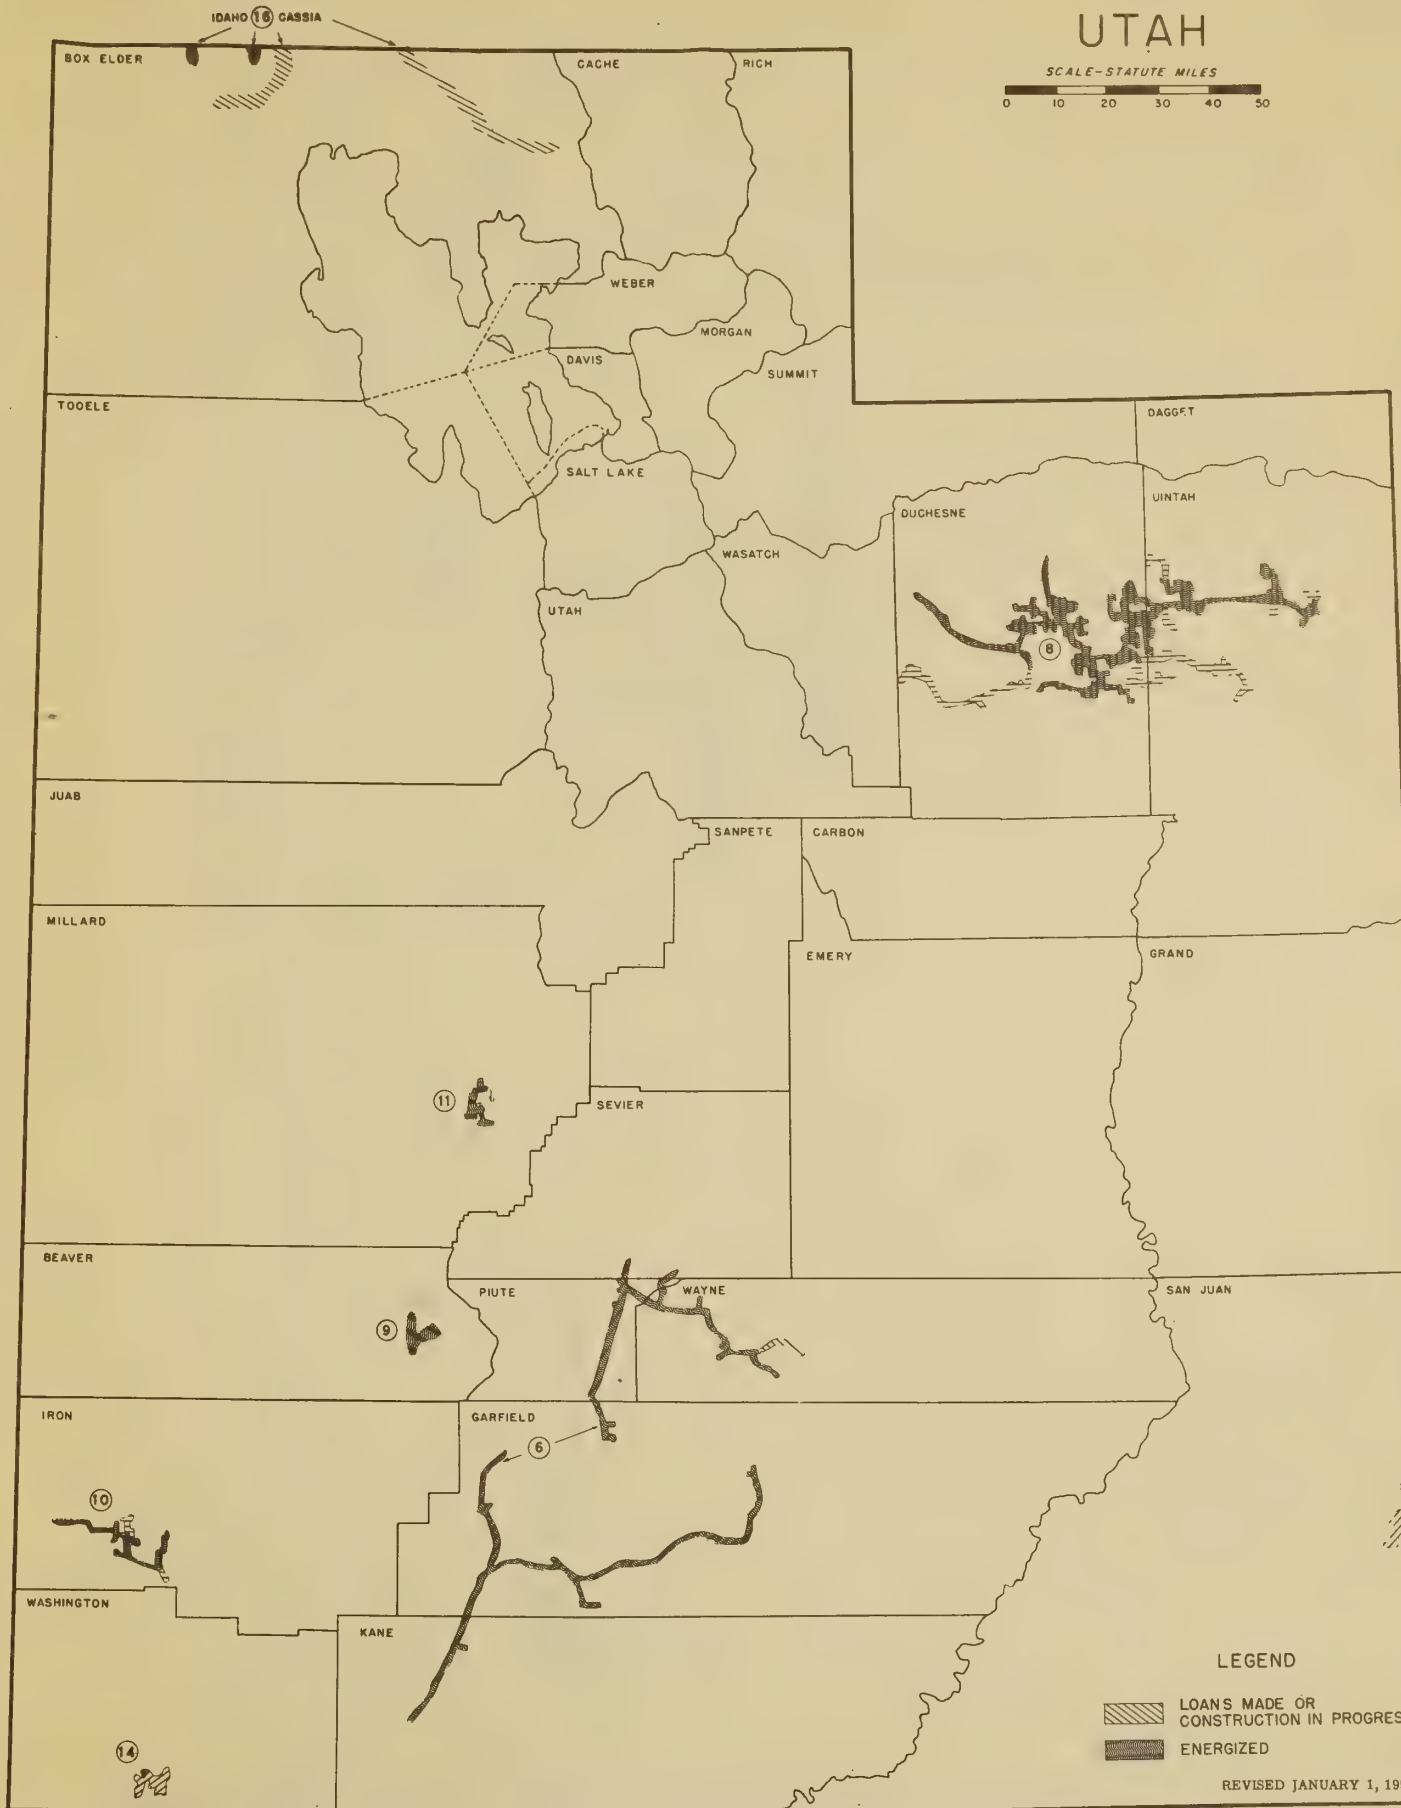 UTAH
SCALE-STATUTE MILES
0 10 20 30 40 50
IDAHO 16 CASSIA
BOX ELDER
CACHE
RICH
WEBER
MORGAN
DAVIS
SUMMIT
TOOELE
DAGGET
SALT LAKE
UINTAH
DUCHESNE
WASATCH
UTAH
8
JUAB
SANPETE
CARBON
MILLARD
EMERY
GRAND
11
SEVIER
BEAVER
PIUTE
WAYNE
SAN JUAN
9
IRON
GARFIELD
6
10
WASHINGTON
KANE
14
LEGEND
LOANS MADE OR
CONSTRUCTION IN PROGRES
ENERGIZED
REVISED JANUARY 1, 19